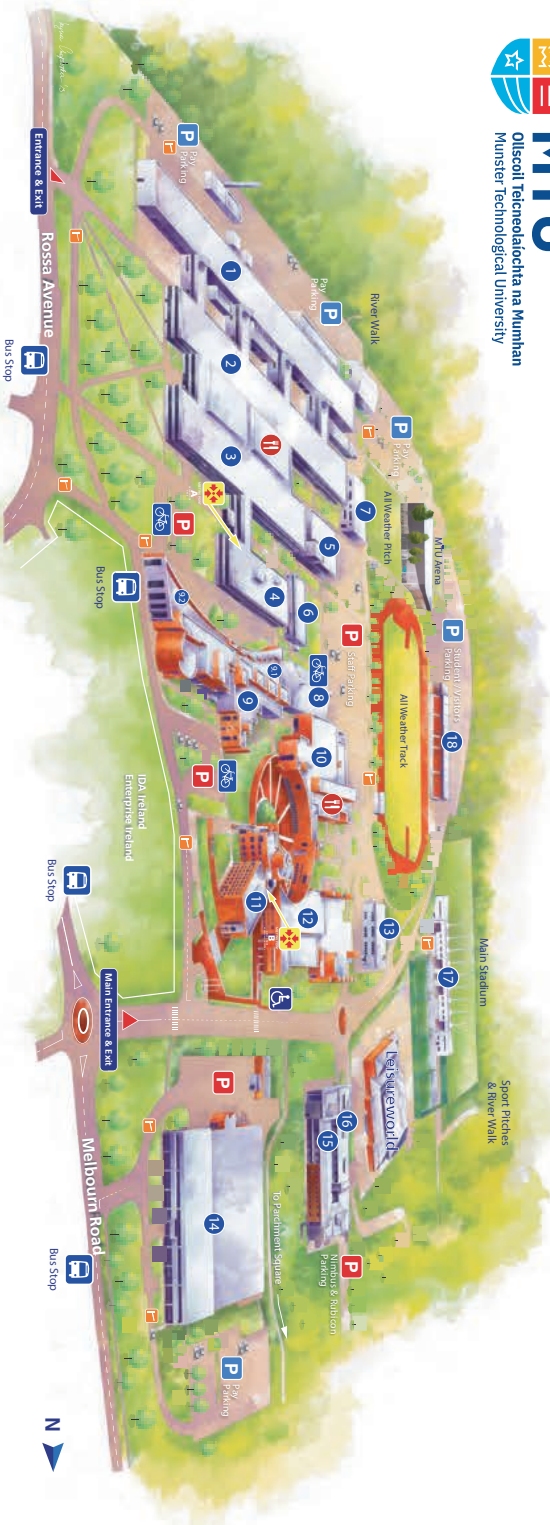 MTU
Ollscoil Teicneolaíochta na Mumhan
Munster Technological University
Entrance & Exit
Rossa Avenue
Bus Stop
P
Pay
Parking
1
P
Pay
Parking
River Walk
2
3
P
Pay
Parking
All Weather Pitch
MTU Arena
7
5
A
P
4
6
Bus Stop
9.2
9.1
9
8
P
Staff Parking
P
Student / Visitors
Parking
18
All Weather Track
10
P
IDA Ireland
Enterprise Ireland
11
12
B
13
17
Main Stadium
Bus Stop
Main Entrance & Exit
Leisureworld
Sport Pitches
& River Walk
16
15
P
Nimbus & Rubicon
Parking
P
14
To Parchment Square
Melbourn Road
Bus Stop
P
Pay
Parking
N